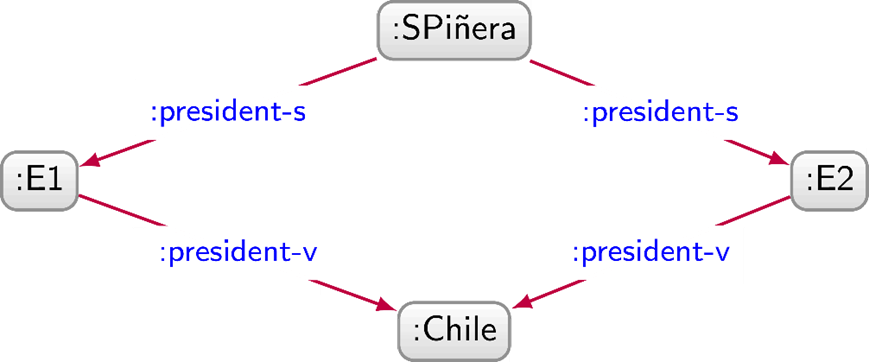 :SPiñera
:president-s
:president-s
:E1
:E2
:president-v
:president-v
:Chile